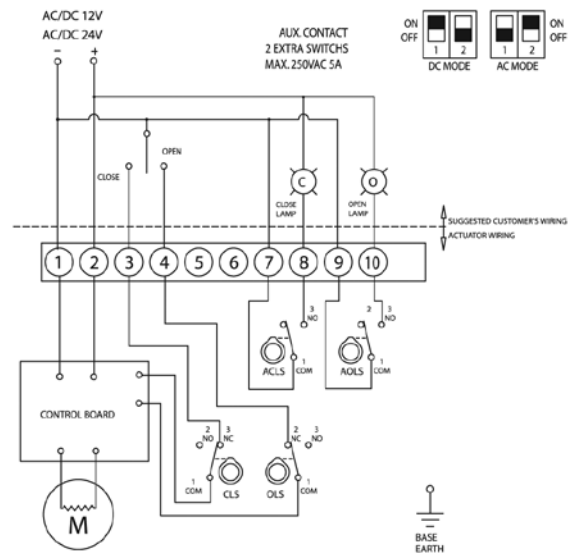 AC/DC 12V
AC/DC 24V
− +
AUX. CONTACT
2 EXTRA SWITCHS
MAX. 250VAC 5A
ON
OFF
1 2
DC MODE
1 2
AC MODE
ON
OFF
CLOSE
OPEN
C
CLOSE
LAMP
O
OPEN
LAMP
SUGGESTED CUSTOMER'S WIRING
ACTUATOR WIRING
1 2 3 4 5 6 7 8 9 10
3
NO
1
COM
ACLS
2
3
NO
1
COM
AOLS
CONTROL BOARD
2
NO
3
NC
1
COM
CLS
2
NC
3
NO
1
COM
OLS
M
BASE
EARTH